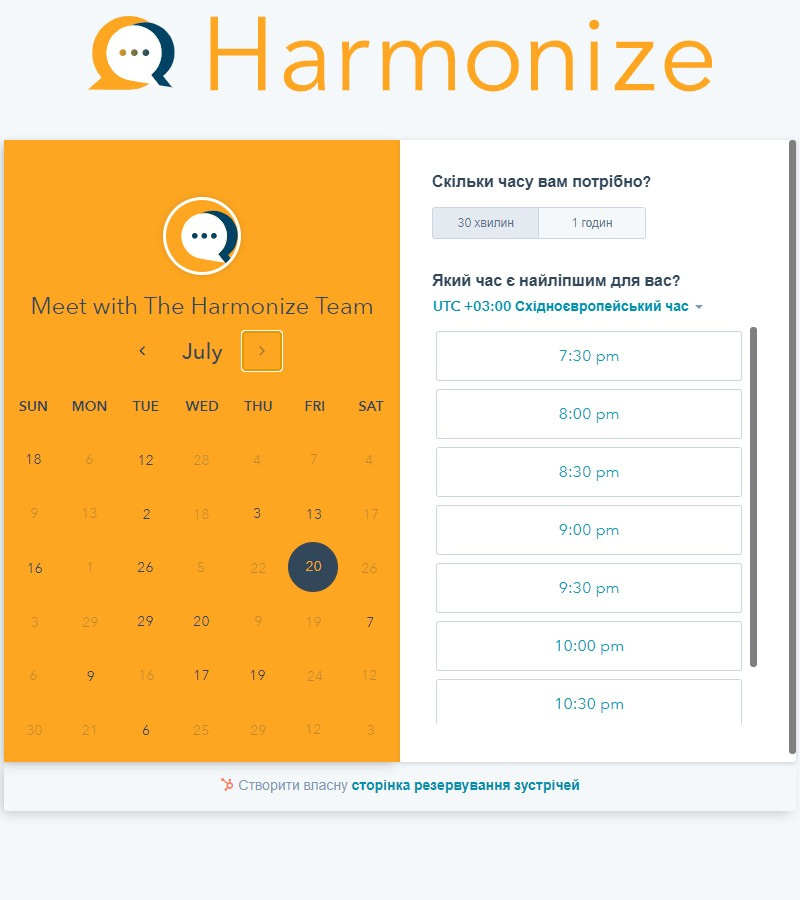 Harmonize
Meet with The Harmonize Team
July
SUN MON TUE WED THU FRI SAT
18 6 12 28 4 7 4
9 13 2 18 3 13 17
16 1 26 5 22 20 26
3 29 29 20 9 19 7
6 9 16 17 19 24 12
30 21 6 25 29 12 3
Скільки часу вам потрібно?
30 хвилин 1 годин
Який час є найліпшим для вас?
UTC +03:00 Східноєвропейський час
7:30 pm
8:00 pm
8:30 pm
9:00 pm
9:30 pm
10:00 pm
10:30 pm
Створити власну сторінка резервування зустрічей